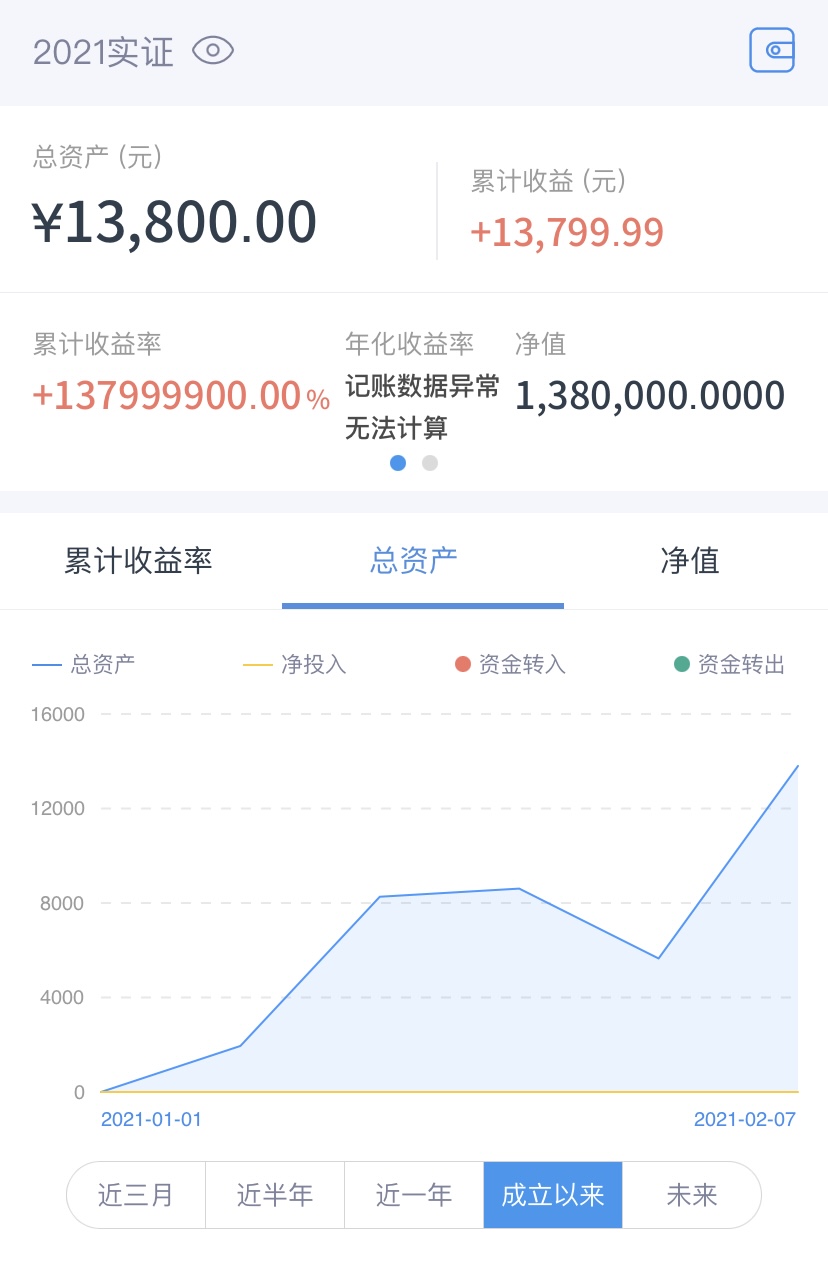 2021实证
总资产 (元)
¥13,800.00
累计收益 (元)
+13,799.99
累计收益率
+137999900.00%
年化收益率
记账数据异常
无法计算
净值
1,380,000.0000
累计收益率 总资产 净值
总资产 净投入 资金转入 资金转出
16000
12000
8000
4000
0
2021-01-01 2021-02-07
近三月 近半年 近一年 成立以来 未来